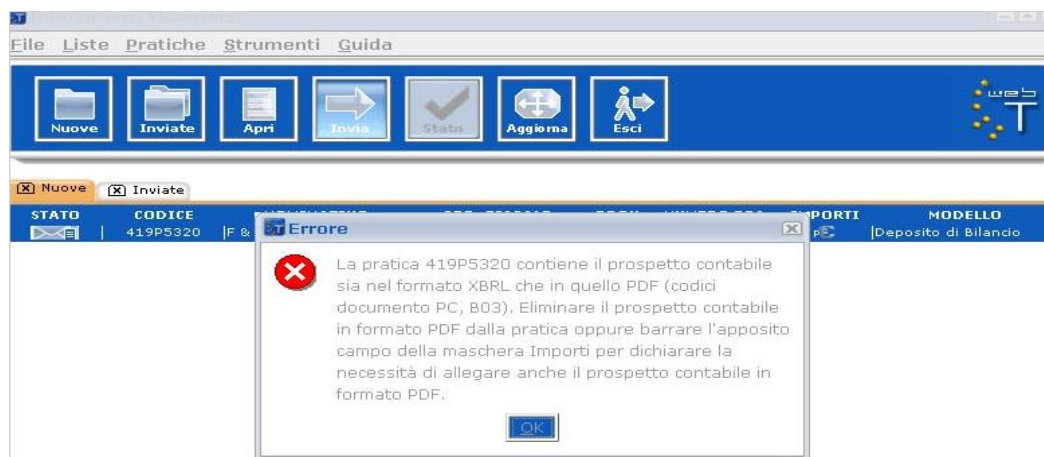 File Liste Pratiche Strumenti Guida
Nuove Inviate Apri Invia Stato Aggiorna Esci
web
T
Nuove Inviate
STATO CODICE PORTI MODELLO
419P5320 F & Deposito di Bilancio
Errore
La pratica 419P5320 contiene il prospetto contabile
sia nel formato XBRL che in quello PDF (codici
documento PC, B03). Eliminare il prospetto contabile
in formato PDF dalla pratica oppure barrare l'apposito
campo della maschera Importi per dichiarare la
necessità di allegare anche il prospetto contabile in
formato PDF.
OK